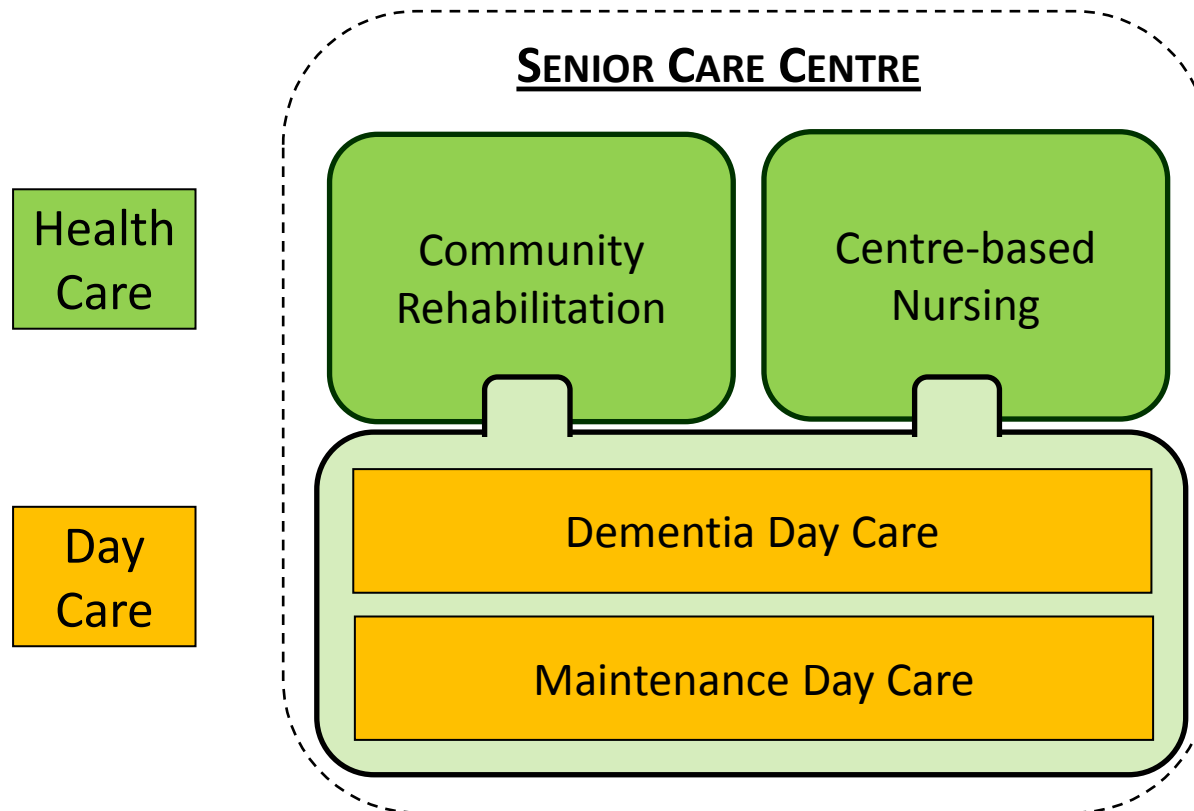 SENIOR CARE CENTRE
Health
Care
Community
Rehabilitation
Centre-based
Nursing
Day
Care
Dementia Day Care
Maintenance Day Care